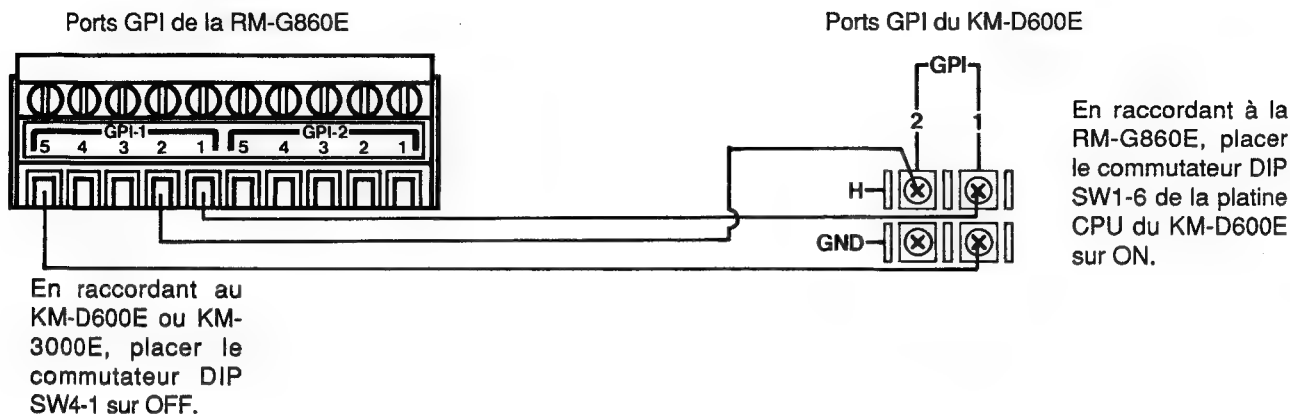 Ports GPI de la RM-G860E
Ports GPI du KM-D600E
GPI-1 GPI-2
5 4 3 2 1 5 4 3 2 1
GPI
2 1
H
GND
En raccordant à la
RM-G860E, placer
le commutateur DIP
SW1-6 de la platine
CPU du KM-D600E
sur ON.
En raccordant au
KM-D600E ou KM-
3000E, placer le
commutateur DIP
SW4-1 sur OFF.